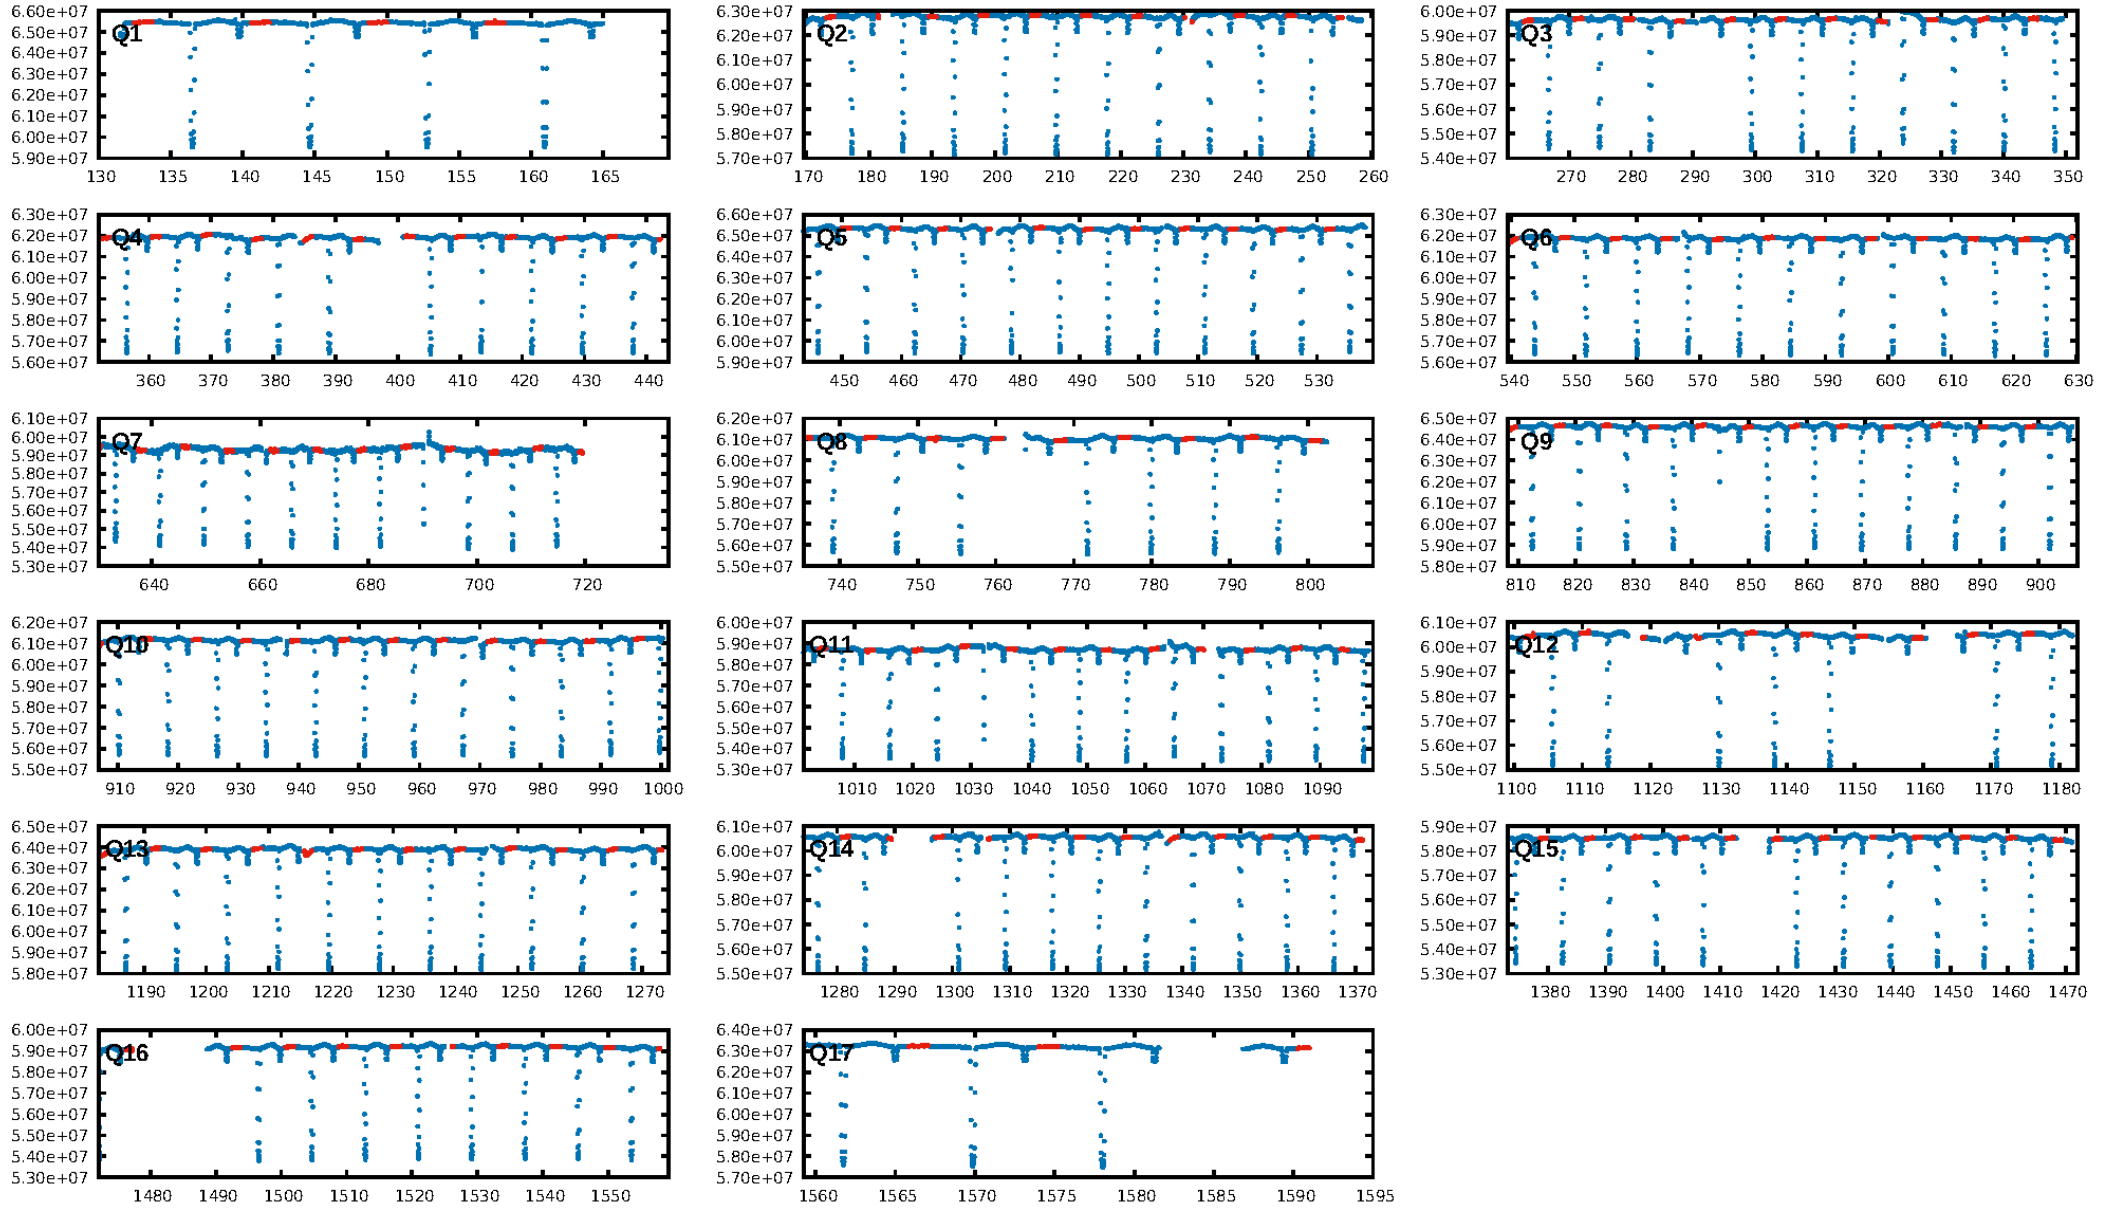 6.60e+07 6.50e+07 6.40e+07 6.30e+07 6.20e+07 6.10e+07 6.00e+07 5.90e+07
Q1
130 135 140 145 150 155 160 165
6.30e+07 6.20e+07 6.10e+07 6.00e+07 5.90e+07 5.80e+07 5.70e+07
Q2
170 180 190 200 210 220 230 240 250 260
6.00e+07 5.90e+07 5.80e+07 5.70e+07 5.60e+07 5.50e+07 5.40e+07
Q3
270 280 290 300 310 320 330 340 350
6.30e+07 6.20e+07 6.10e+07 6.00e+07 5.90e+07 5.80e+07 5.70e+07 5.60e+07
Q4
360 370 380 390 400 410 420 430 440
6.60e+07 6.50e+07 6.40e+07 6.30e+07 6.20e+07 6.10e+07 6.00e+07 5.90e+07
Q5
450 460 470 480 490 500 510 520 530
6.30e+07 6.20e+07 6.10e+07 6.00e+07 5.90e+07 5.80e+07 5.70e+07 5.60e+07
Q6
540 550 560 570 580 590 600 610 620 630
6.10e+07 6.00e+07 5.90e+07 5.80e+07 5.70e+07 5.60e+07 5.50e+07 5.40e+07 5.30e+07
Q7
640 660 680 700 720
6.20e+07 6.10e+07 6.00e+07 5.90e+07 5.80e+07 5.70e+07 5.60e+07 5.50e+07
Q8
740 750 760 770 780 790 800
6.50e+07 6.40e+07 6.30e+07 6.20e+07 6.10e+07 6.00e+07 5.90e+07 5.80e+07
Q9
810 820 830 840 850 860 870 880 890 900
6.20e+07 6.10e+07 6.00e+07 5.90e+07 5.80e+07 5.70e+07 5.60e+07 5.50e+07
Q10
910 920 930 940 950 960 970 980 990 1000
6.00e+07 5.90e+07 5.80e+07 5.70e+07 5.60e+07 5.50e+07 5.40e+07 5.30e+07
Q11
1010 1020 1030 1040 1050 1060 1070 1080 1090
6.10e+07 6.00e+07 5.90e+07 5.80e+07 5.70e+07 5.60e+07 5.50e+07
Q12
1100 1110 1120 1130 1140 1150 1160 1170 1180
6.50e+07 6.40e+07 6.30e+07 6.20e+07 6.10e+07 6.00e+07 5.90e+07 5.80e+07
Q13
1190 1200 1210 1220 1230 1240 1250 1260 1270
6.10e+07 6.00e+07 5.90e+07 5.80e+07 5.70e+07 5.60e+07 5.50e+07
Q14
1280 1290 1300 1310 1320 1330 1340 1350 1360 1370
5.90e+07 5.80e+07 5.70e+07 5.60e+07 5.50e+07 5.40e+07 5.30e+07
Q15
1380 1390 1400 1410 1420 1430 1440 1450 1460 1470
6.00e+07 5.90e+07 5.80e+07 5.70e+07 5.60e+07 5.50e+07 5.40e+07 5.30e+07
Q16
1480 1490 1500 1510 1520 1530 1540 1550
6.40e+07 6.30e+07 6.20e+07 6.10e+07 6.00e+07 5.90e+07 5.80e+07 5.70e+07
Q17
1560 1565 1570 1575 1580 1585 1590 1595